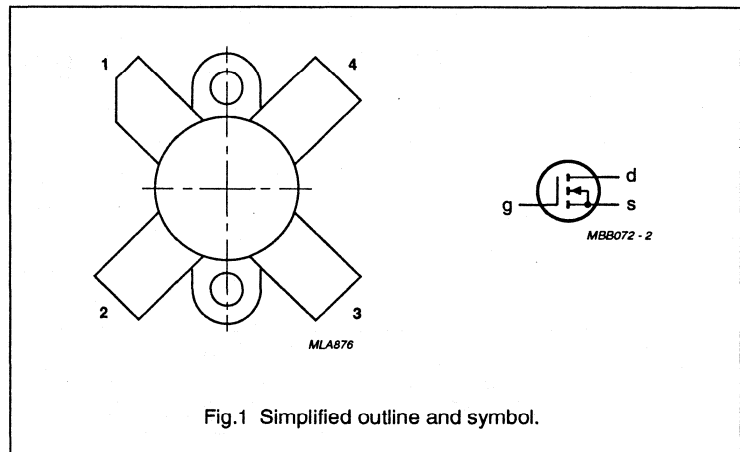 1
4
d
g
s
MBB072 - 2
2
3
MLA876
Fig.1 Simplified outline and symbol.